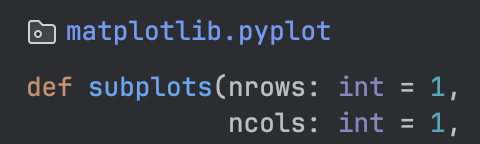 matplotlib.pyplot
def subplots(nrows: int = 1,
ncols: int = 1,